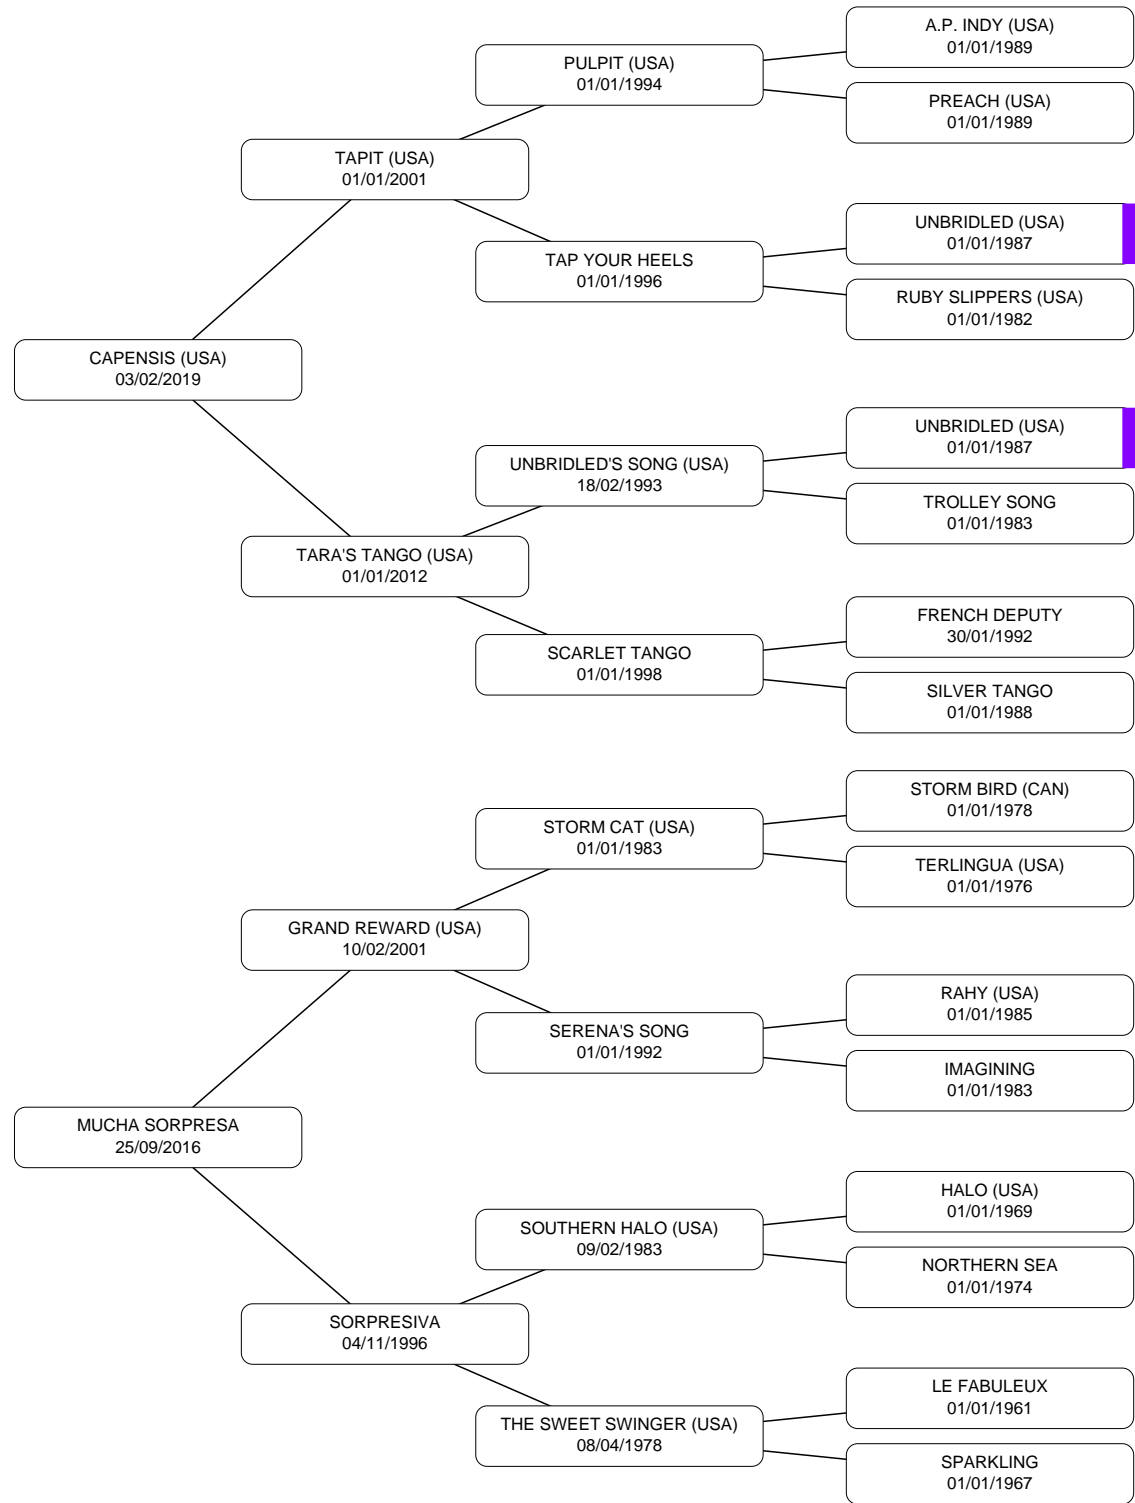 A.P. INDY (USA)
01/01/1989
PULPIT (USA)
01/01/1994
PREACH (USA)
01/01/1989
TAPIT (USA)
01/01/2001
UNBRIDLED (USA)
01/01/1987
TAP YOUR HEELS
01/01/1996
RUBY SLIPPERS (USA)
01/01/1982
CAPENSIS (USA)
03/02/2019
UNBRIDLED (USA)
01/01/1987
UNBRIDLED'S SONG (USA)
18/02/1993
TROLLEY SONG
01/01/1983
TARA'S TANGO (USA)
01/01/2012
FRENCH DEPUTY
30/01/1992
SCARLET TANGO
01/01/1998
SILVER TANGO
01/01/1988
STORM BIRD (CAN)
01/01/1978
STORM CAT (USA)
01/01/1983
TERLINGUA (USA)
01/01/1976
GRAND REWARD (USA)
10/02/2001
RAHY (USA)
01/01/1985
SERENA'S SONG
01/01/1992
IMAGINING
01/01/1983
MUCHA SORPRESA
25/09/2016
HALO (USA)
01/01/1969
SOUTHERN HALO (USA)
09/02/1983
NORTHERN SEA
01/01/1974
SORPRESIVA
04/11/1996
LE FABULEUX
01/01/1961
THE SWEET SWINGER (USA)
08/04/1978
SPARKLING
01/01/1967